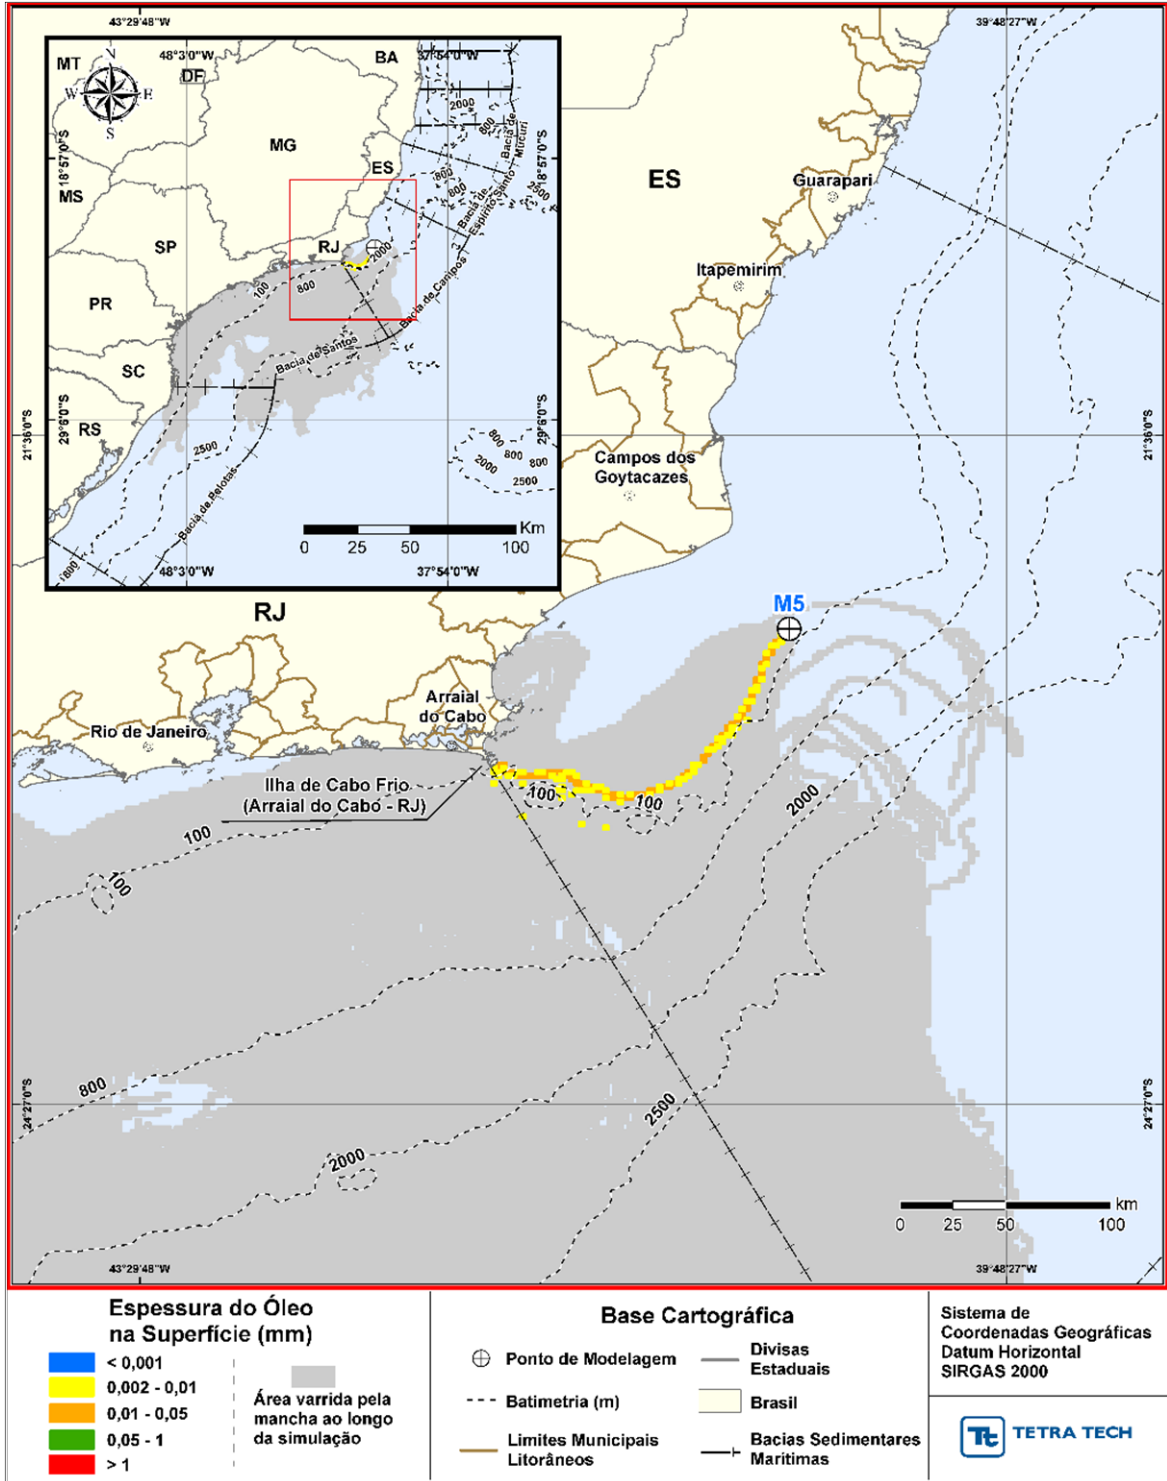 43°29'48"W
39°48'27"W
48°3'0"W
37°54'0"W
MT
N
W
E
S
DF
BA
MG
ES
MS
SP
RJ
PR
SC
RS
18°57'0"S
18°57'0"S
29°6'0"S
29°6'0"S
2000
800
800
800
2500
2000
100
800
2500
800
800
800
800
2000
2500
Bacia de
Mucuri
Bacia de
Espírito Santo
Bacia de Campos
Bacia de Santos
Bacia de Pelotas
Km
0 25 50 100
48°3'0"W
37°54'0"W
ES
Guarapari
Itapemirim
21°36'0"S
21°36'0"S
Campos dos
Goytacazes
RJ
M5
Arraial
do Cabo
Rio de Janeiro
Ilha de Cabo Frio
(Arraial do Cabo - RJ)
100
100
100
100
2000
800
2500
2000
24°27'0"S
24°27'0"S
km
0 25 50 100
43°29'48"W
39°48'27"W
Espessura do Óleo
na Superfície (mm)
< 0,001
0,002 - 0,01
0,01 - 0,05
0,05 - 1
> 1
Área varrida pela
mancha ao longo
da simulação
Base Cartográfica
Ponto de Modelagem
Batimetria (m)
Limites Municipais
Litorâneos
Divisas
Estaduais
Brasil
Bacias Sedimentares
Marítimas
Sistema de
Coordenadas Geográficas
Datum Horizontal
SIRGAS 2000
Tt
TETRA TECH